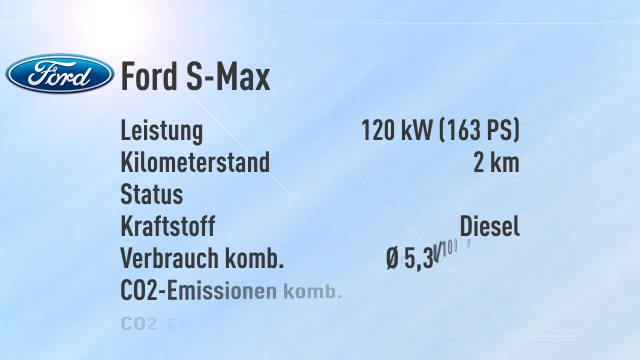 Ford
Ford S-Max
Leistung 120 kW (163 PS)
Kilometerstand 2 km
Status
Kraftstoff Diesel
Verbrauch komb. Ø 5,3
CO2-Emissionen komb.